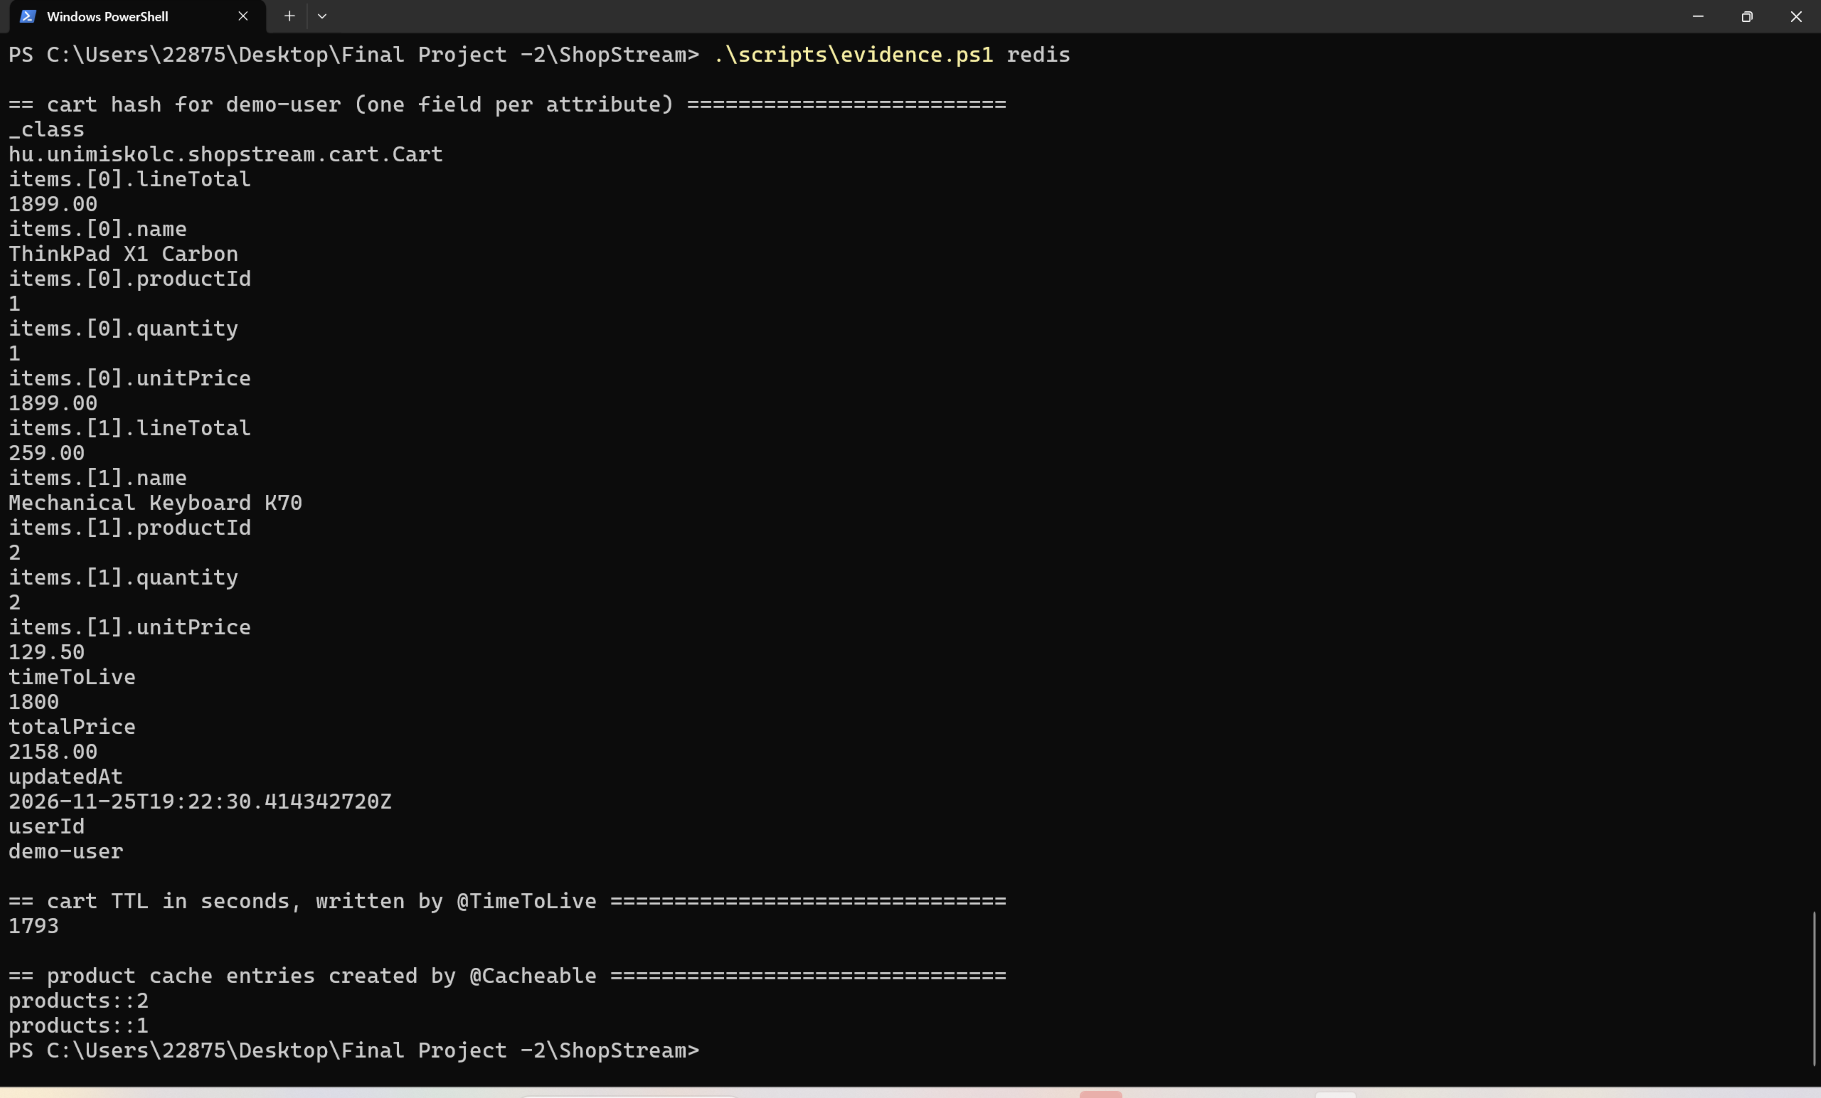 Windows PowerShell
PS C:\Users\22875\Desktop\Final Project -2\ShopStream> .\scripts\evidence.ps1 redis
== cart hash for demo-user (one field per attribute) =========================
_class
hu.unimiskolc.shopstream.cart.Cart
items.[0].lineTotal
1899.00
items.[0].name
ThinkPad X1 Carbon
items.[0].productId
1
items.[0].quantity
1
items.[0].unitPrice
1899.00
items.[1].lineTotal
259.00
items.[1].name
Mechanical Keyboard K70
items.[1].productId
2
items.[1].quantity
2
items.[1].unitPrice
129.50
timeToLive
1800
totalPrice
2158.00
updatedAt
2026-11-25T19:22:30.414342720Z
userId
demo-user
== cart TTL in seconds, written by @TimeToLive ===============================
1793
== product cache entries created by @Cacheable ===============================
products::2
products::1
PS C:\Users\22875\Desktop\Final Project -2\ShopStream>